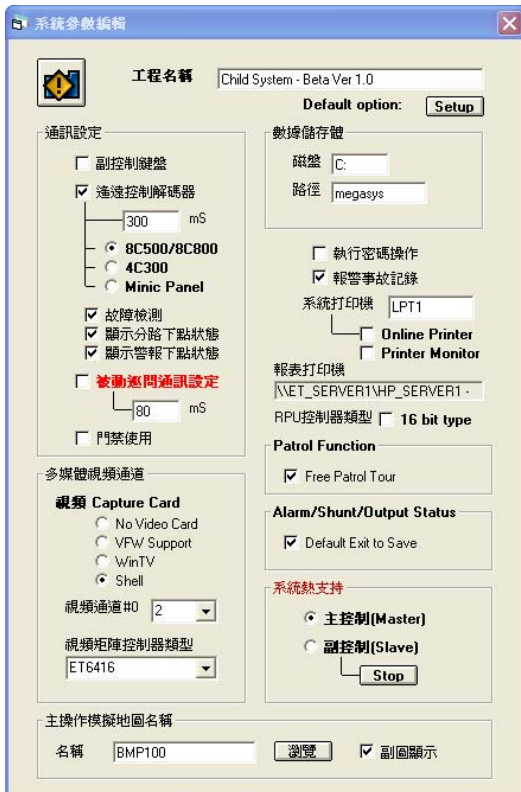 系統參數編輯
工程名稱 Child System - Beta Ver 1.0
Default option: Setup
通訊設定
副控制鍵盤
遙遠控制解碼器
300 mS
8C500/8C800
4C300
Minic Panel
故障檢測
顯示分路下點狀態
顯示警報下點狀態
被動巡問通訊設定
80 mS
門禁使用
數據儲存體
磁盤 C:
路徑 megasys
執行密碼操作
報警事故記錄
系統打印機 LPT1
Online Printer
Printer Monitor
報表打印機
\\ET_SERVER1\HP_SERVER1 -
RPU控制器類型 16 bit type
Patrol Function
Free Patrol Tour
多媒體視頻通道
視頻 Capture Card
No Video Card
VFW Support
WinTV
Shell
視頻通道#0 2
視頻矩陣控制器類型
ET6416
Alarm/Shunt/Output Status
Default Exit to Save
系統熱支持
主控制(Master)
副控制(Slave)
Stop
主操作模擬地圖名稱
名稱 BMP100 瀏覽 副圖顯示